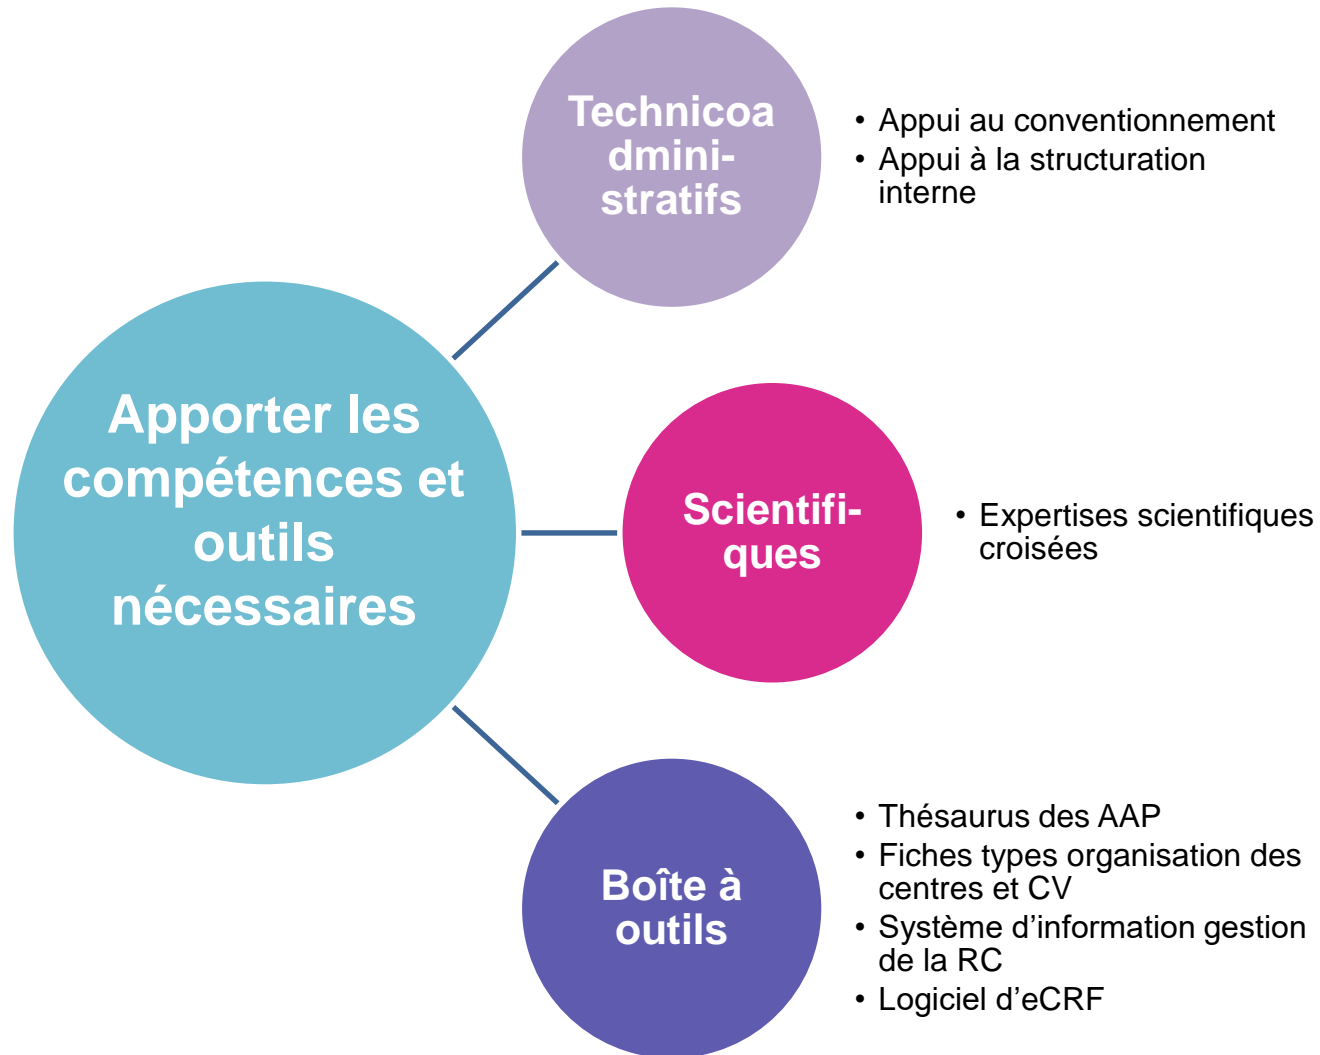 Technicoa
dmini-
stratifs
• Appui au conventionnement
• Appui à la structuration
interne
Apporter les
compétences et
outils
nécessaires
Scientifi-
ques
• Expertises scientifiques
croisées
Boîte à
outils
• Thésaurus des AAP
• Fiches types organisation des
centres et CV
• Système d’information gestion
de la RC
• Logiciel d’eCRF